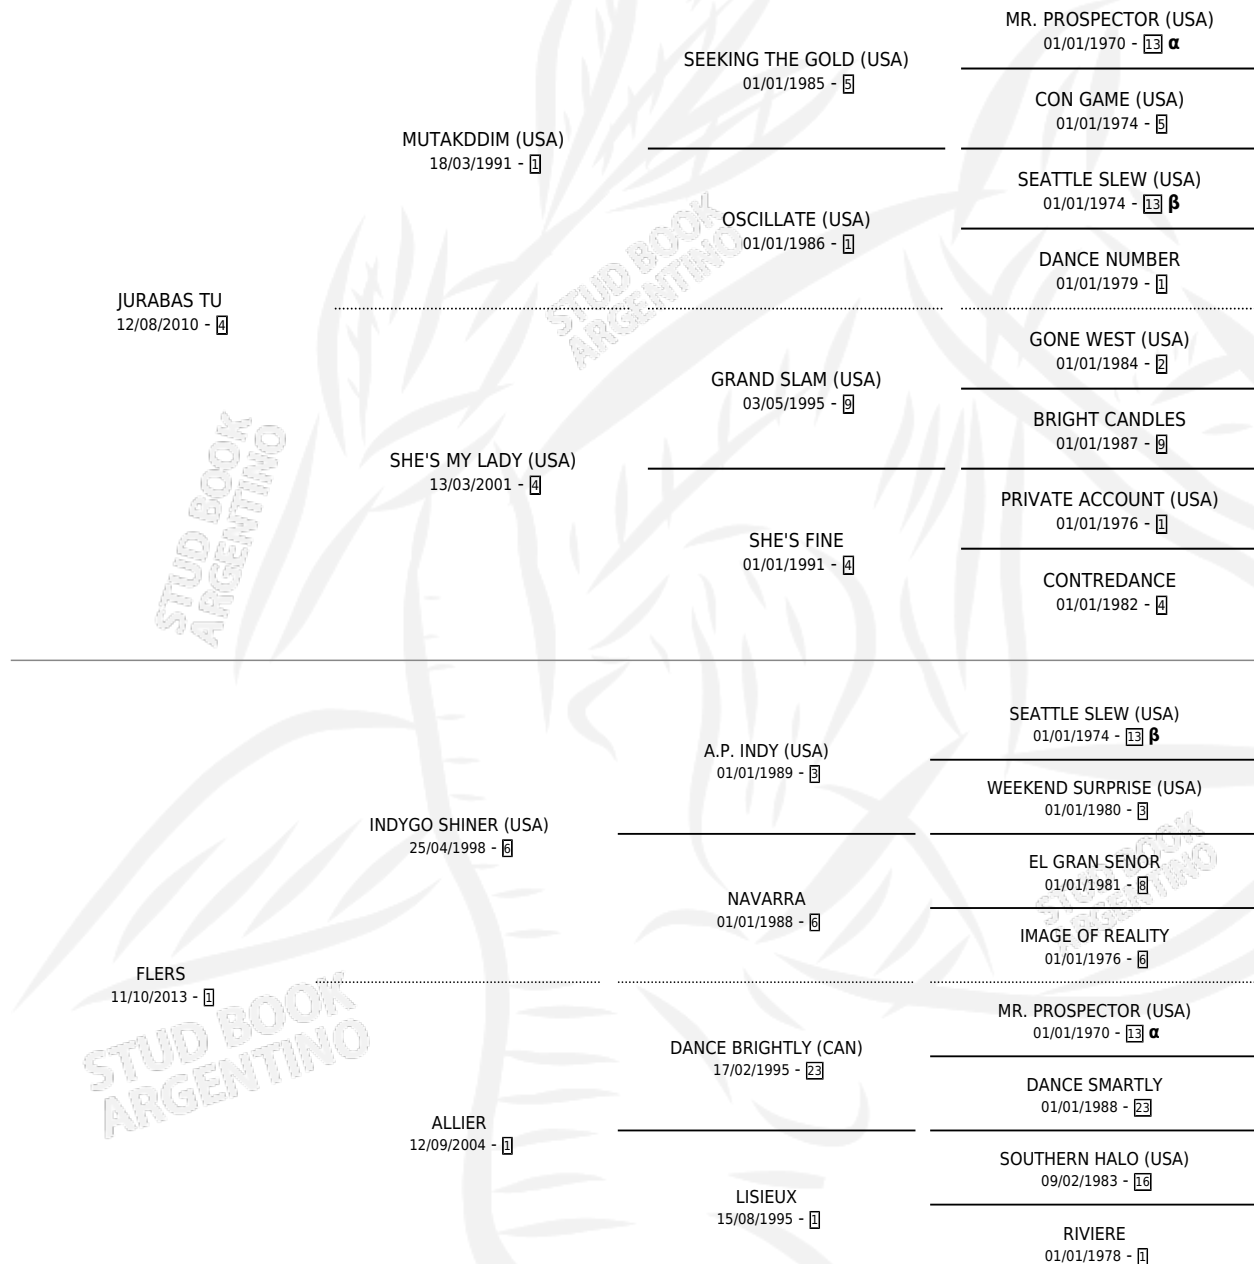 MR. PROSPECTOR (USA)
01/01/1970 - 13 α
SEEKING THE GOLD (USA)
01/01/1985 - 5
CON GAME (USA)
01/01/1974 - 5
MUTAKDDIM (USA)
18/03/1991 - 1
SEATTLE SLEW (USA)
01/01/1974 - 13 β
OSCILLATE (USA)
01/01/1986 - 1
DANCE NUMBER
01/01/1979 - 1
JURABAS TU
12/08/2010 - 4
GONE WEST (USA)
01/01/1984 - 2
GRAND SLAM (USA)
03/05/1995 - 9
BRIGHT CANDLES
01/01/1987 - 9
SHE'S MY LADY (USA)
13/03/2001 - 4
PRIVATE ACCOUNT (USA)
01/01/1976 - 1
SHE'S FINE
01/01/1991 - 4
CONTREDANCE
01/01/1982 - 4
SEATTLE SLEW (USA)
01/01/1974 - 13 β
A.P. INDY (USA)
01/01/1989 - 3
WEEKEND SURPRISE (USA)
01/01/1980 - 3
INDYGO SHINER (USA)
25/04/1998 - 6
EL GRAN SENOR
01/01/1981 - 8
NAVARRA
01/01/1988 - 6
IMAGE OF REALITY
01/01/1976 - 6
FLERS
11/10/2013 - 1
MR. PROSPECTOR (USA)
01/01/1970 - 13 α
DANCE BRIGHTLY (CAN)
17/02/1995 - 23
DANCE SMARTLY
01/01/1988 - 23
ALLIER
12/09/2004 - 1
SOUTHERN HALO (USA)
09/02/1983 - 16
LISIEUX
15/08/1995 - 1
RIVIERE
01/01/1978 - 1
STUD BOOK
ARGENTINO
STUD BOOK
ARGENTINO
STUD BOOK
ARGENTINO
STUD BOOK
ARGENTINO